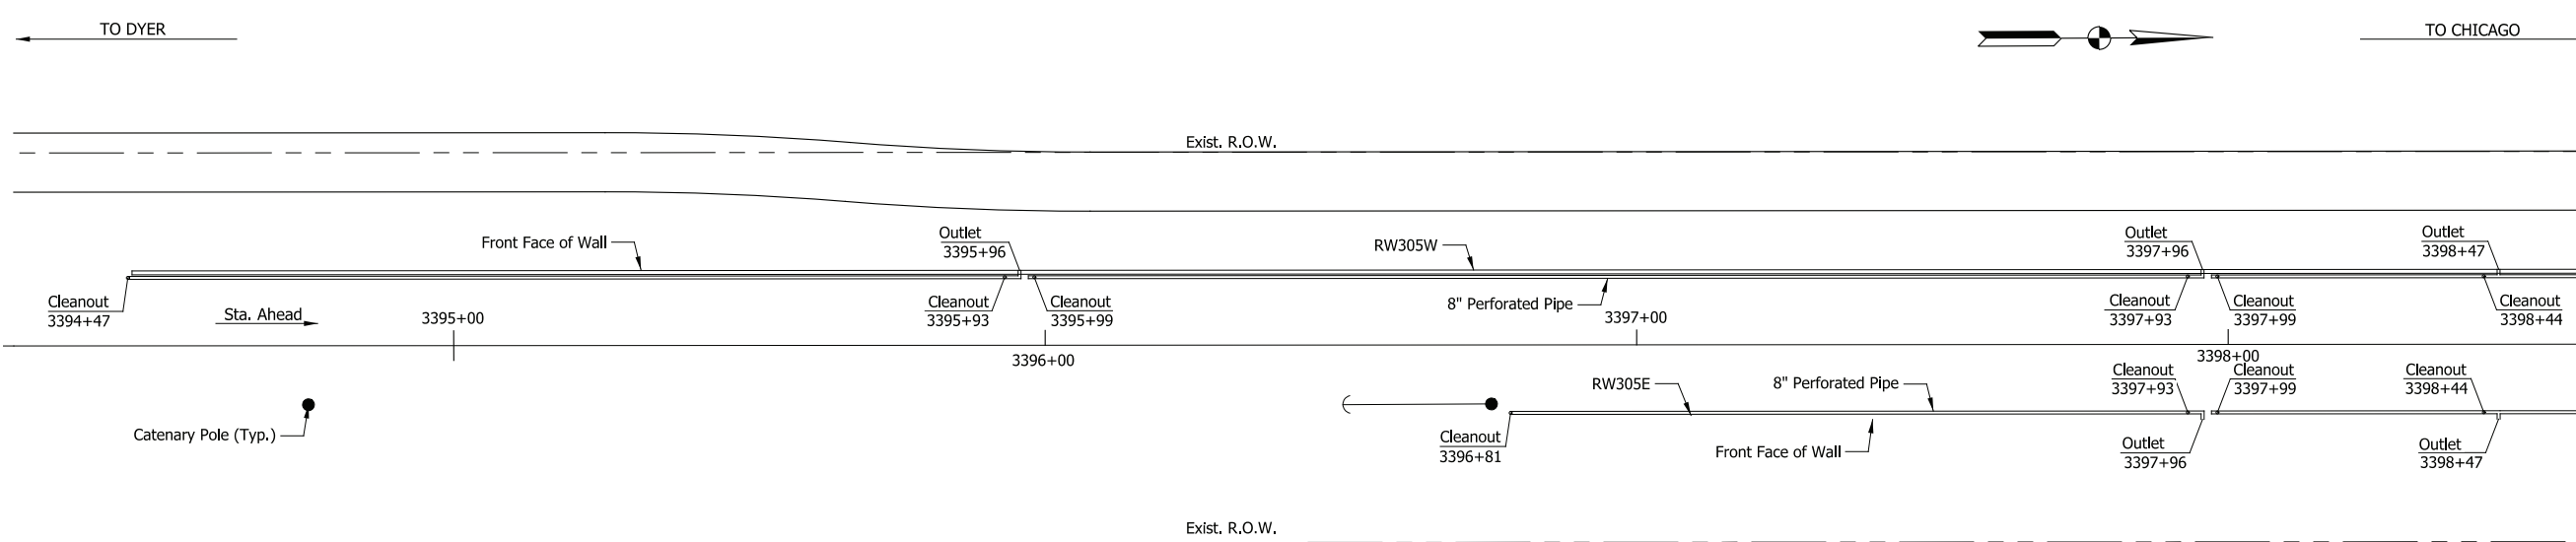 TO DYER
TO CHICAGO
Exist. R.O.W.
Front Face of Wall
Outlet
3395+96
RW305W
Outlet
3397+96
Outlet
3398+47
Cleanout
3394+47
Sta. Ahead
3395+00
Cleanout
3395+93
Cleanout
3395+99
8" Perforated Pipe
3397+00
Cleanout
3397+93
Cleanout
3397+99
Cleanout
3398+44
3396+00
3398+00
Catenary Pole (Typ.)
Cleanout
3396+81
RW305E
8" Perforated Pipe
Front Face of Wall
Cleanout
3397+93
Cleanout
3397+99
Cleanout
3398+44
Outlet
3397+96
Outlet
3398+47
Exist. R.O.W.